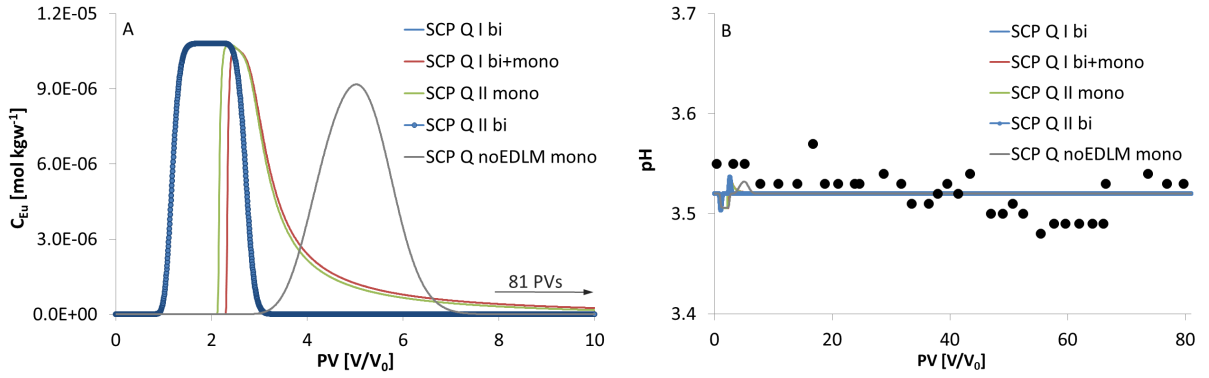 A
1.2E-05
9.0E-06
6.0E-06
3.0E-06
0.0E+00
C_Eu [mol kgw⁻¹]
SCP Q I bi
SCP Q I bi+mono
SCP Q II mono
SCP Q II bi
SCP Q noEDLM mono
81 PVs
0 2 4 6 8 10
PV [V/V₀]
B
3.7
3.6
3.5
3.4
pH
SCP Q I bi
SCP Q I bi+mono
SCP Q II mono
SCP Q II bi
SCP Q noEDLM mono
0 20 40 60 80
PV [V/V₀]